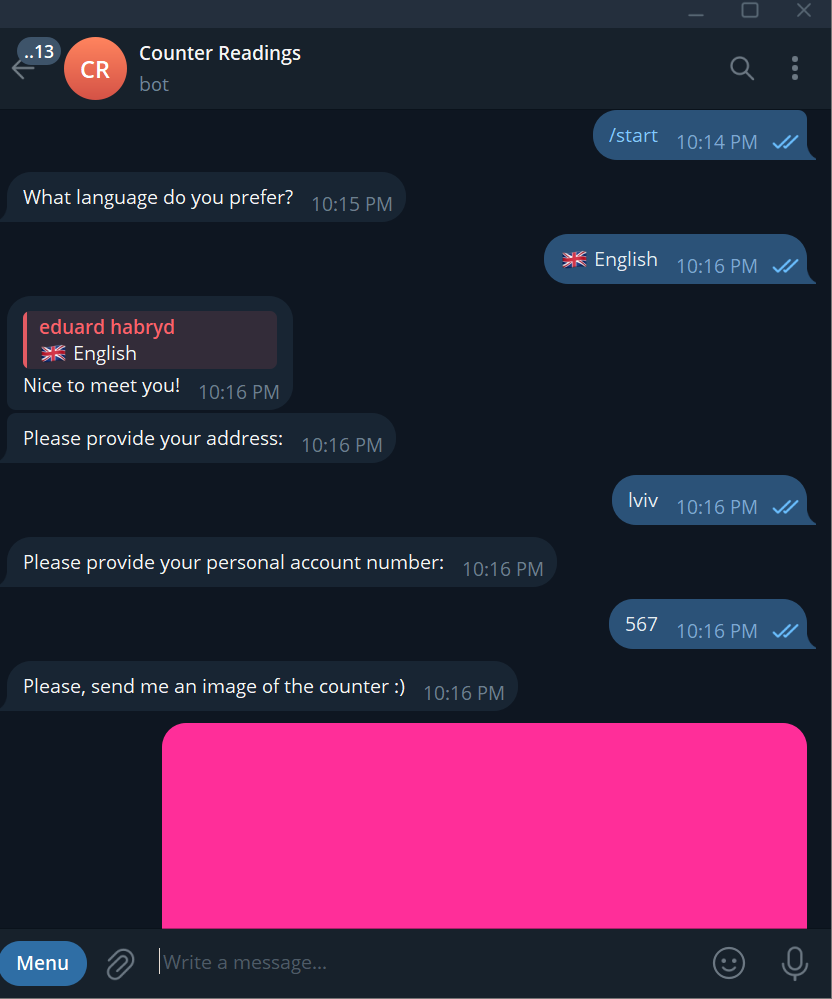 ..13
CR
Counter Readings
bot
/start 10:14 PM
What language do you prefer? 10:15 PM
🇬🇧 English 10:16 PM
eduard habryd
🇬🇧 English
Nice to meet you! 10:16 PM
Please provide your address: 10:16 PM
lviv 10:16 PM
Please provide your personal account number: 10:16 PM
567 10:16 PM
Please, send me an image of the counter :) 10:16 PM
Menu
Write a message...